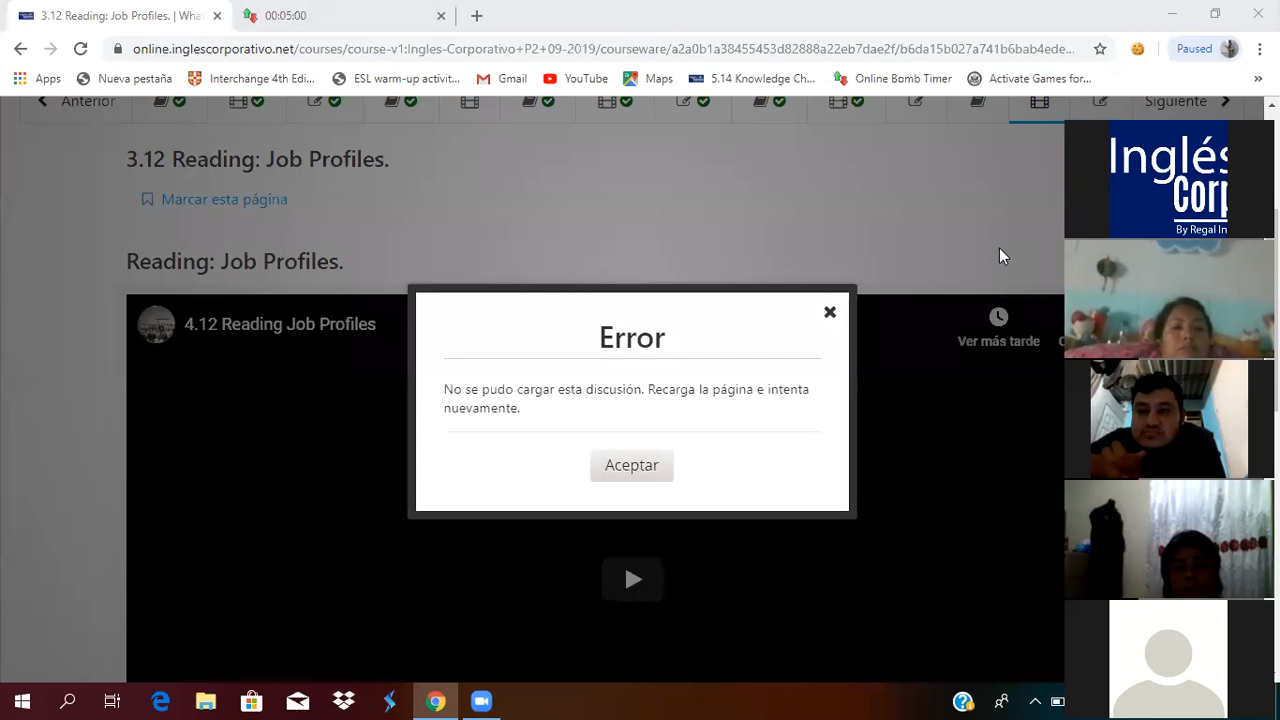 3.12 Reading: Job Profiles. | Wha
00:05:00
online.inglescorporativo.net/courses/course-v1:Ingles-Corporativo+P2+09-2019/courseware/a2a0b1a38455453d82888a22eb7dae2f/b6da15b027a741b6bab4ede...
Paused
Apps
Nueva pestaña
Interchange 4th Edi...
ESL warm-up activit...
Gmail
YouTube
Maps
5.14 Knowledge Ch...
Online Bomb Timer
Activate Games for...
»
Anterior
Siguiente
3.12 Reading: Job Profiles.
Marcar esta página
Reading: Job Profiles.
4.12 Reading Job Profiles
Ver más tarde
Error
No se pudo cargar esta discusión. Recarga la página e intenta
nuevamente.
Aceptar
Inglés
Corp
By Regal In